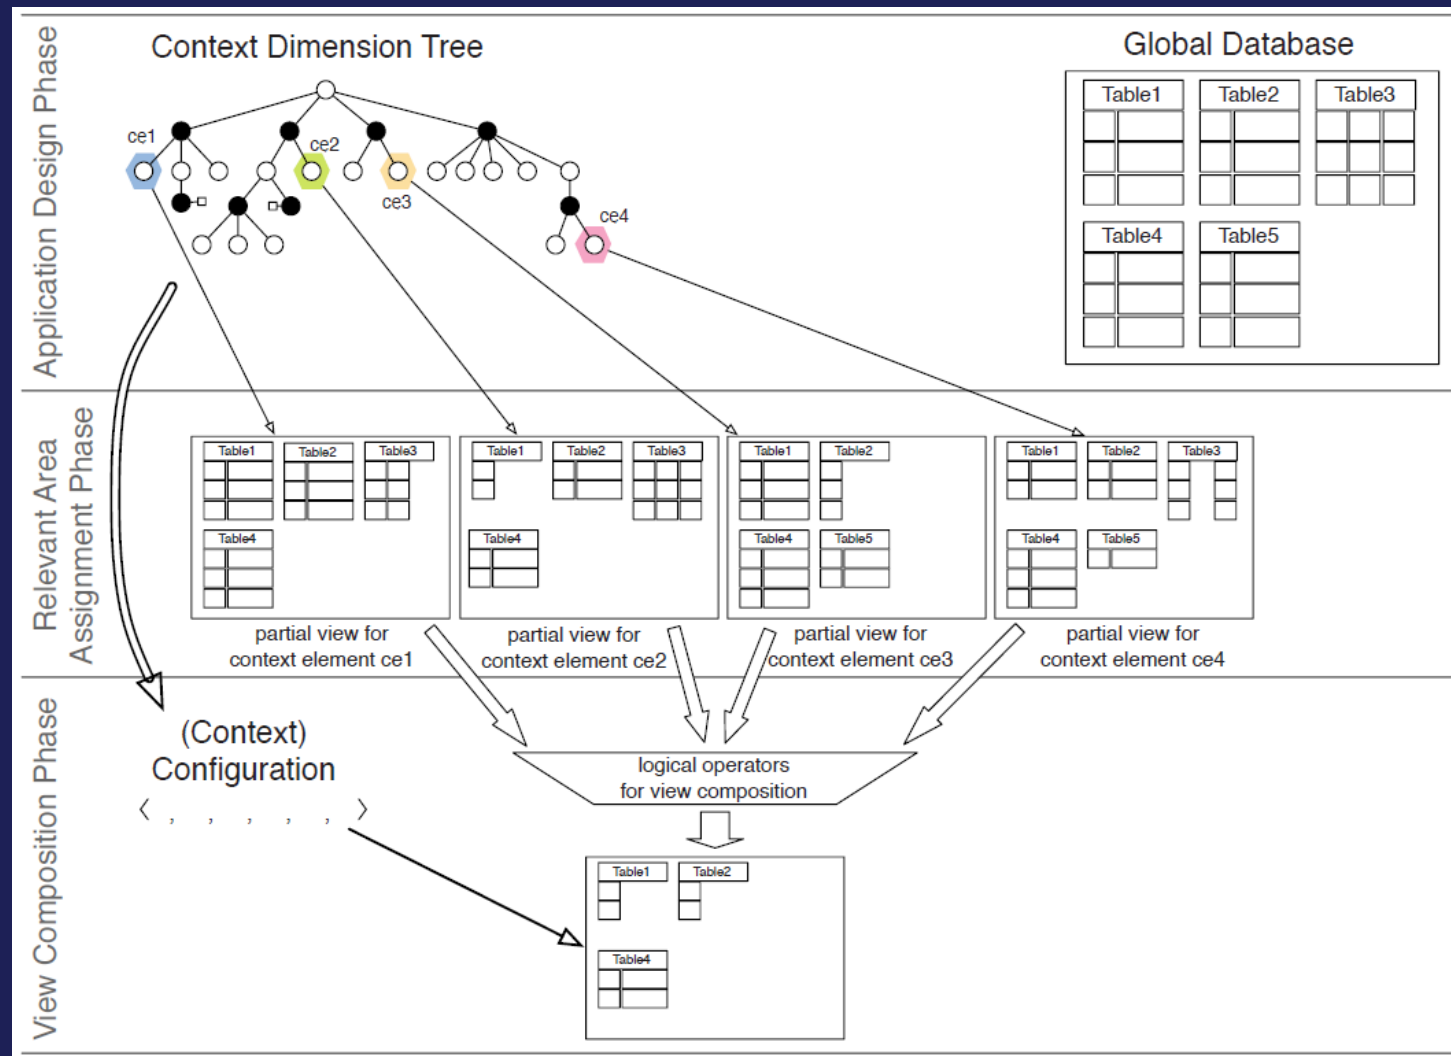 Application Design Phase
Context Dimension Tree
ce1
ce2
ce3
ce4
Global Database
Table1
Table2
Table3
Table4
Table5
Relevant Area
Assignment Phase
Table1
Table2
Table3
Table4
partial view for
context element ce1
Table1
Table2
Table3
Table4
partial view for
context element ce2
Table1
Table2
Table4
Table5
partial view for
context element ce3
Table1
Table2
Table3
Table4
Table5
partial view for
context element ce4
View Composition Phase
(Context)
Configuration
⟨ , , , , , ⟩
logical operators
for view composition
Table1
Table2
Table4